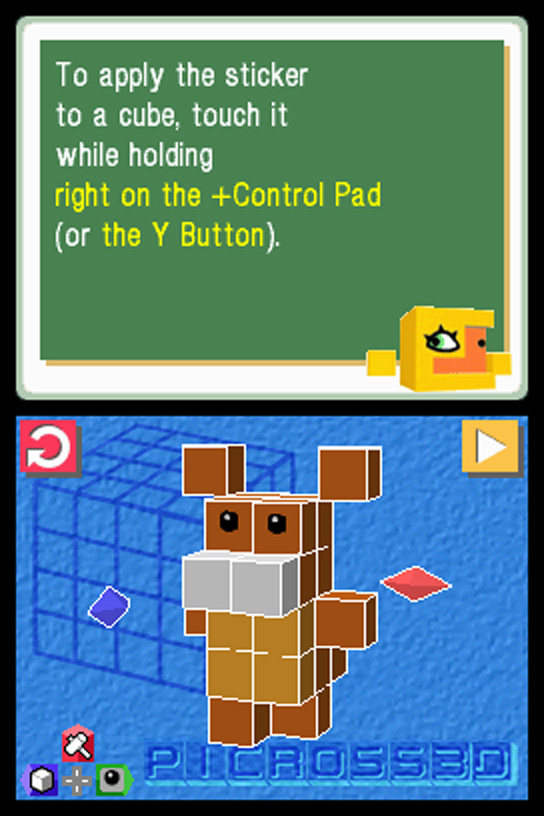 To apply the sticker
to a cube, touch it
while holding
right on the +Control Pad
(or the Y Button).
PICROSS3D